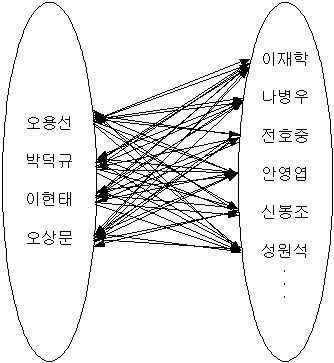 오용선
박덕규
이현태
오상문
이재학
나병우
전호중
안영엽
신봉조
성원석
.
.
.